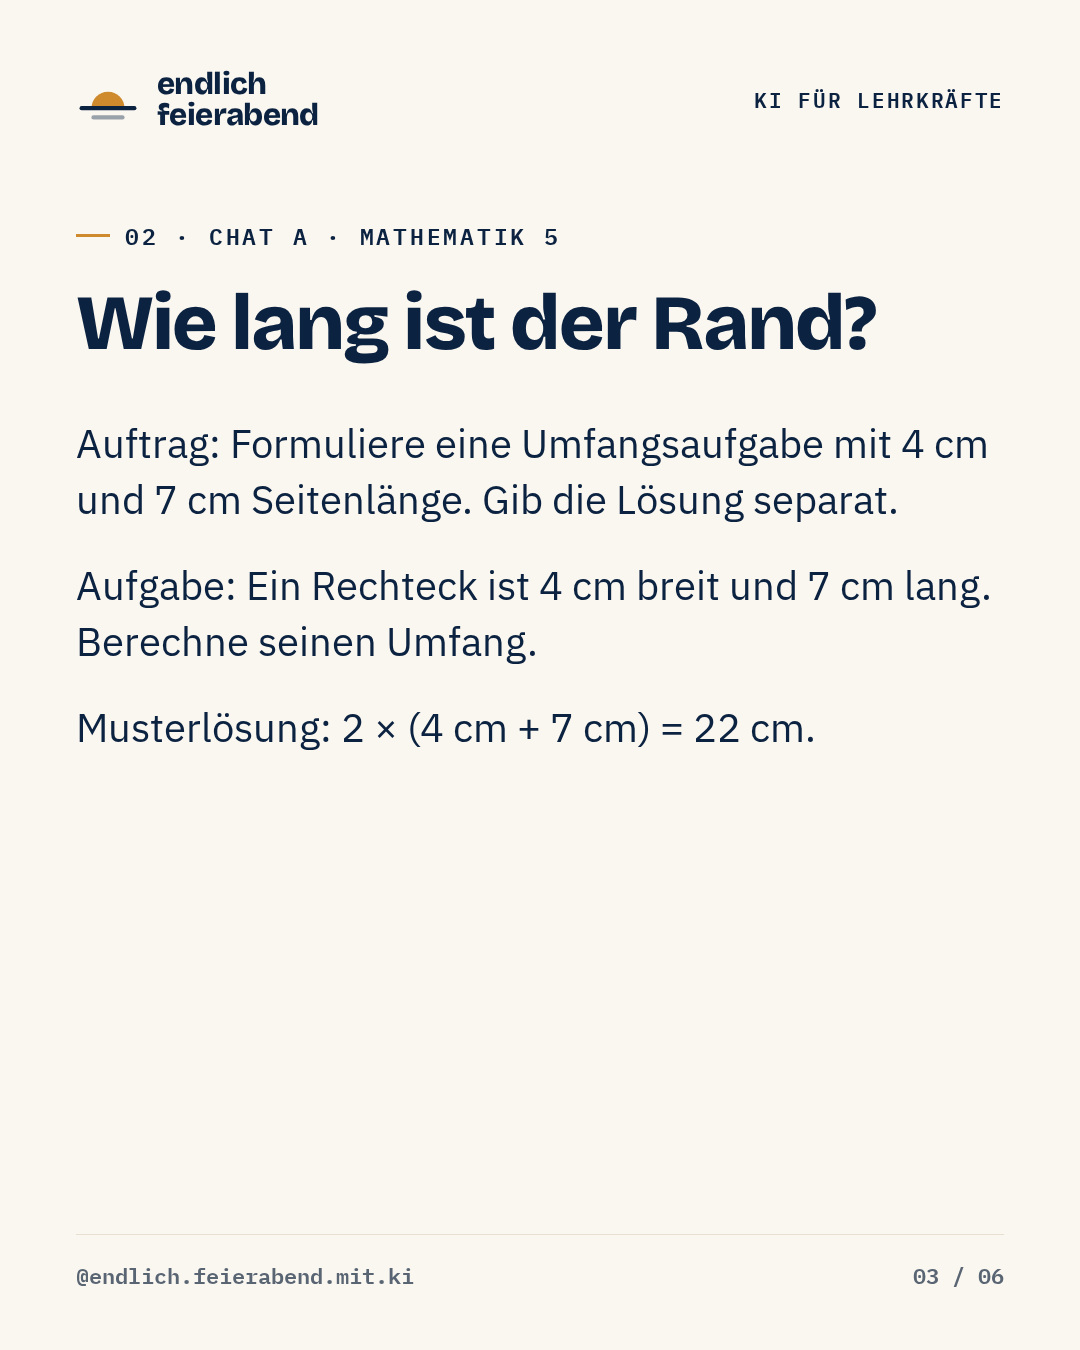 endlich
feierabend
KI FÜR LEHRKRÄFTE
02 · CHAT A · MATHEMATIK 5
Wie lang ist der Rand?
Auftrag: Formuliere eine Umfangsaufgabe mit 4 cm
und 7 cm Seitenlänge. Gib die Lösung separat.
Aufgabe: Ein Rechteck ist 4 cm breit und 7 cm lang.
Berechne seinen Umfang.
Musterlösung: 2 × (4 cm + 7 cm) = 22 cm.
@endlich.feierabend.mit.ki
03 / 06